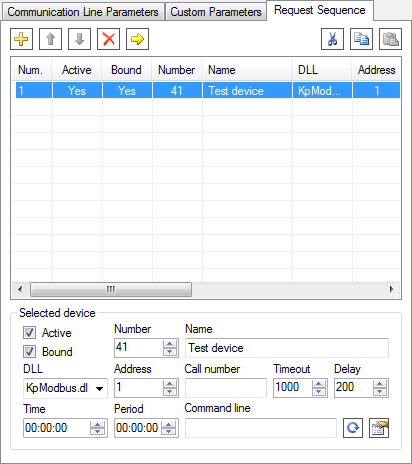 Communication Line Parameters Custom Parameters Request Sequence
Num. Active Bound Number Name DLL Address
1 Yes Yes 41 Test device KpMod... 1
Selected device
Active Number Name
Bound 41 Test device
DLL Address Call number Timeout Delay
KpModbus.dl 1 1000 200
Time Period Command line
00:00:00 00:00:00